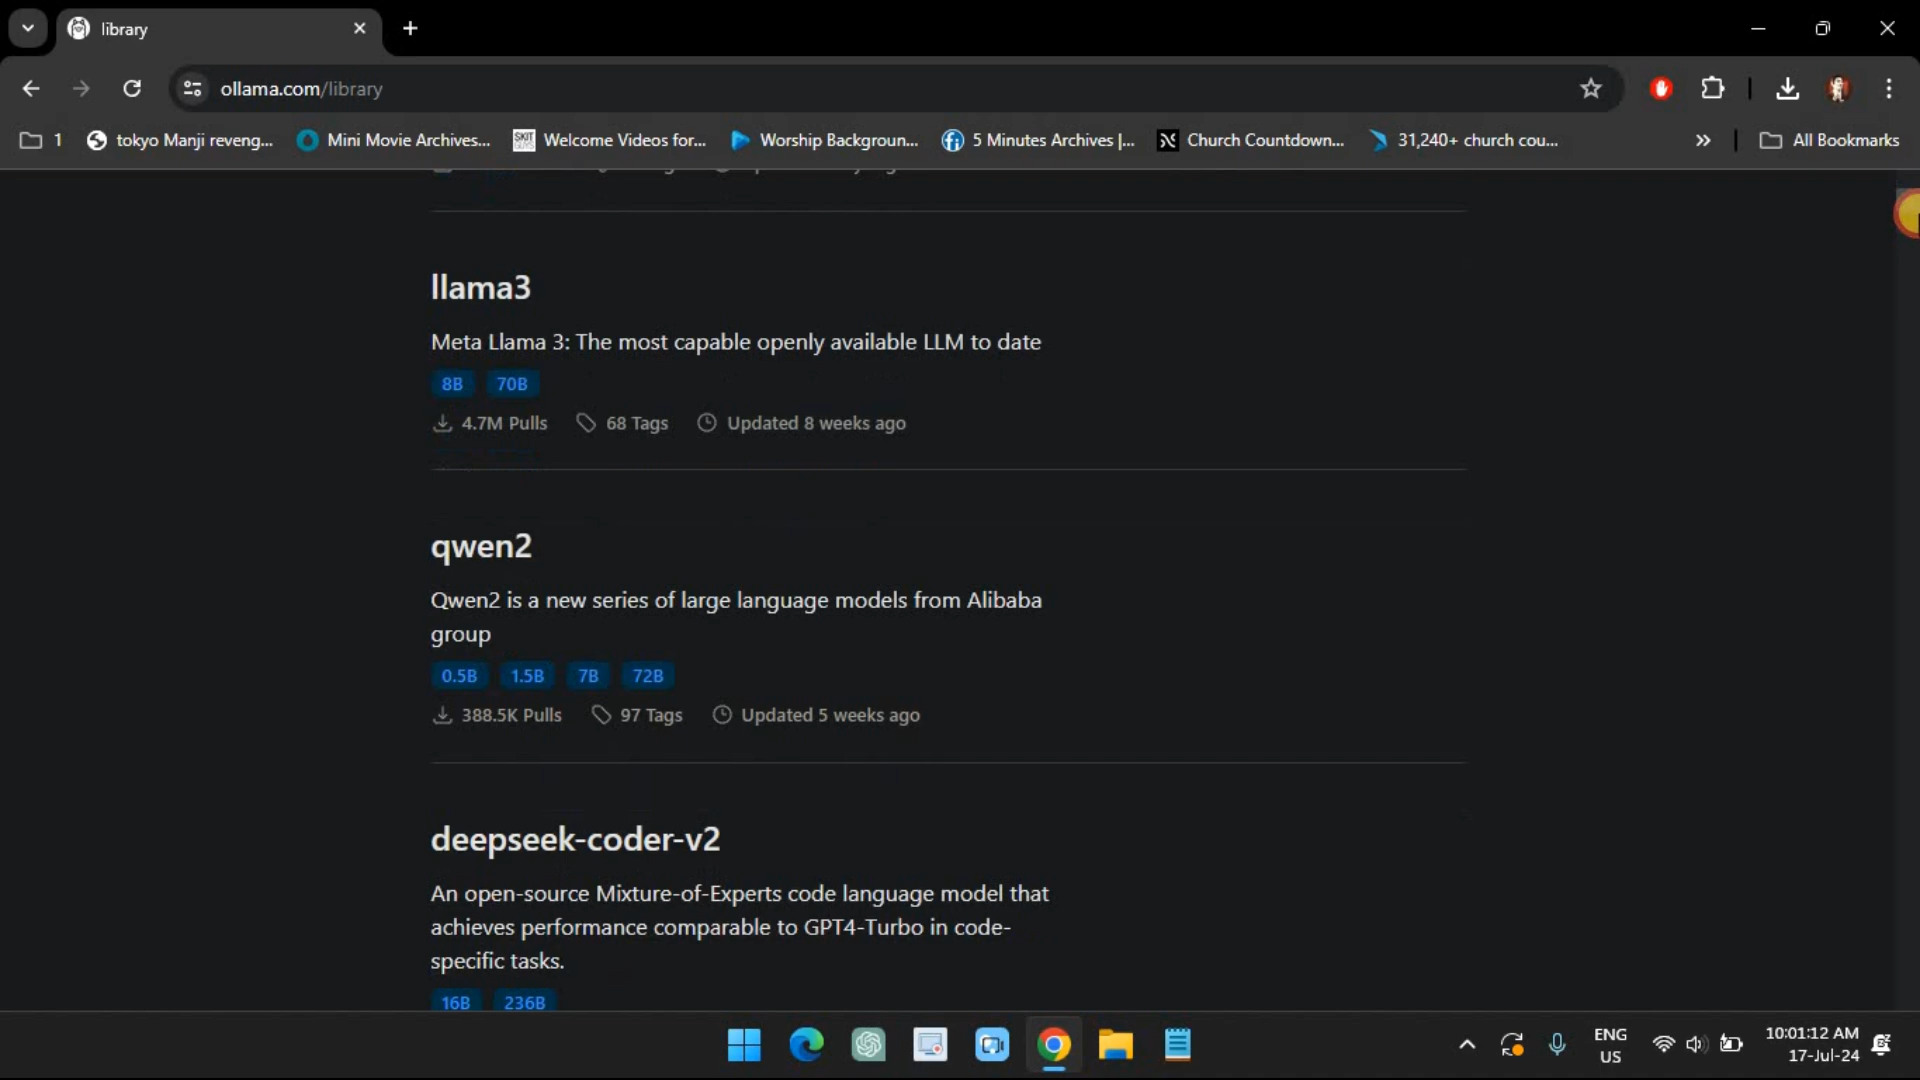 library
ollama.com/library
1
tokyo Manji reveng...
Mini Movie Archives...
SKIT GUYS
Welcome Videos for...
Worship Backgroun...
5 Minutes Archives |...
Church Countdown...
31,240+ church cou...
All Bookmarks
llama3
Meta Llama 3: The most capable openly available LLM to date
8B 70B
4.7M Pulls 68 Tags Updated 8 weeks ago
qwen2
Qwen2 is a new series of large language models from Alibaba
group
0.5B 1.5B 7B 72B
388.5K Pulls 97 Tags Updated 5 weeks ago
deepseek-coder-v2
An open-source Mixture-of-Experts code language model that
achieves performance comparable to GPT4-Turbo in code-
specific tasks.
16B 236B
ENG
US
10:01:12 AM
17-Jul-24